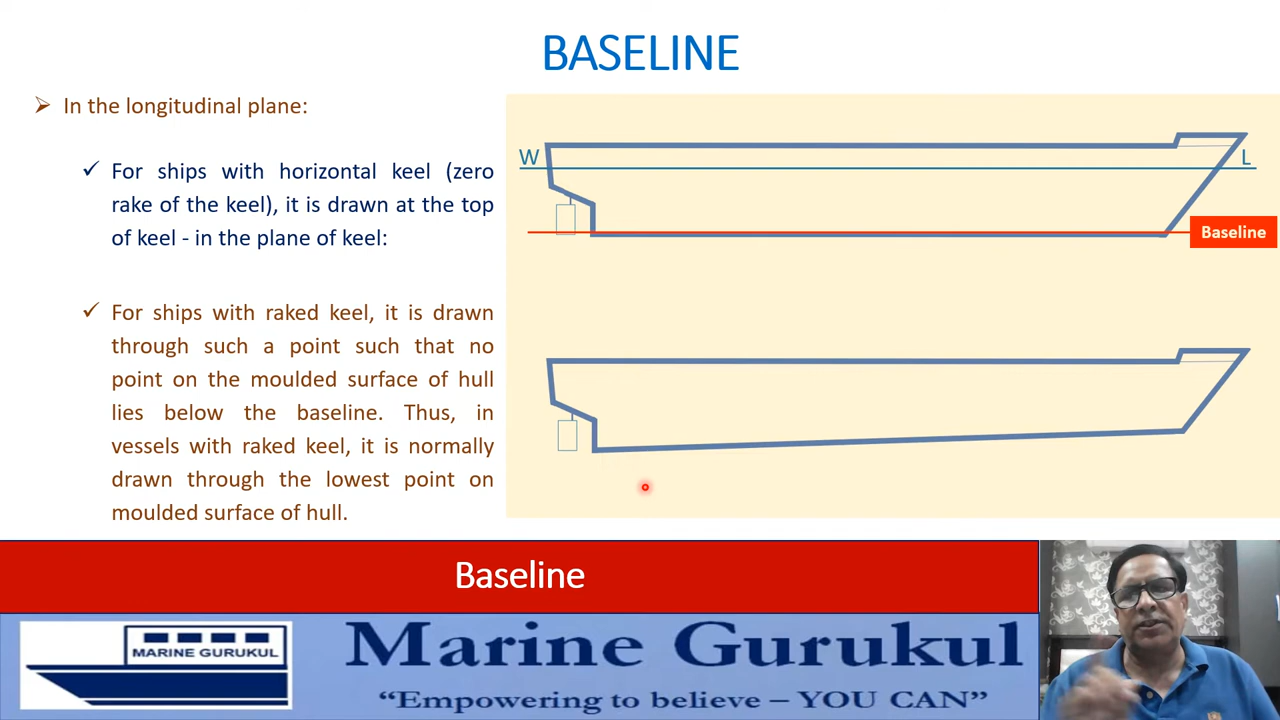 BASELINE
➢ In the longitudinal plane:
✓ For ships with horizontal keel (zero
rake of the keel), it is drawn at the top
of keel - in the plane of keel:
✓ For ships with raked keel, it is drawn
through such a point such that no
point on the moulded surface of hull
lies below the baseline. Thus, in
vessels with raked keel, it is normally
drawn through the lowest point on
moulded surface of hull.
W
L
Baseline
Baseline
MARINE GURUKUL
Marine Gurukul
“Empowering to believe – YOU CAN”